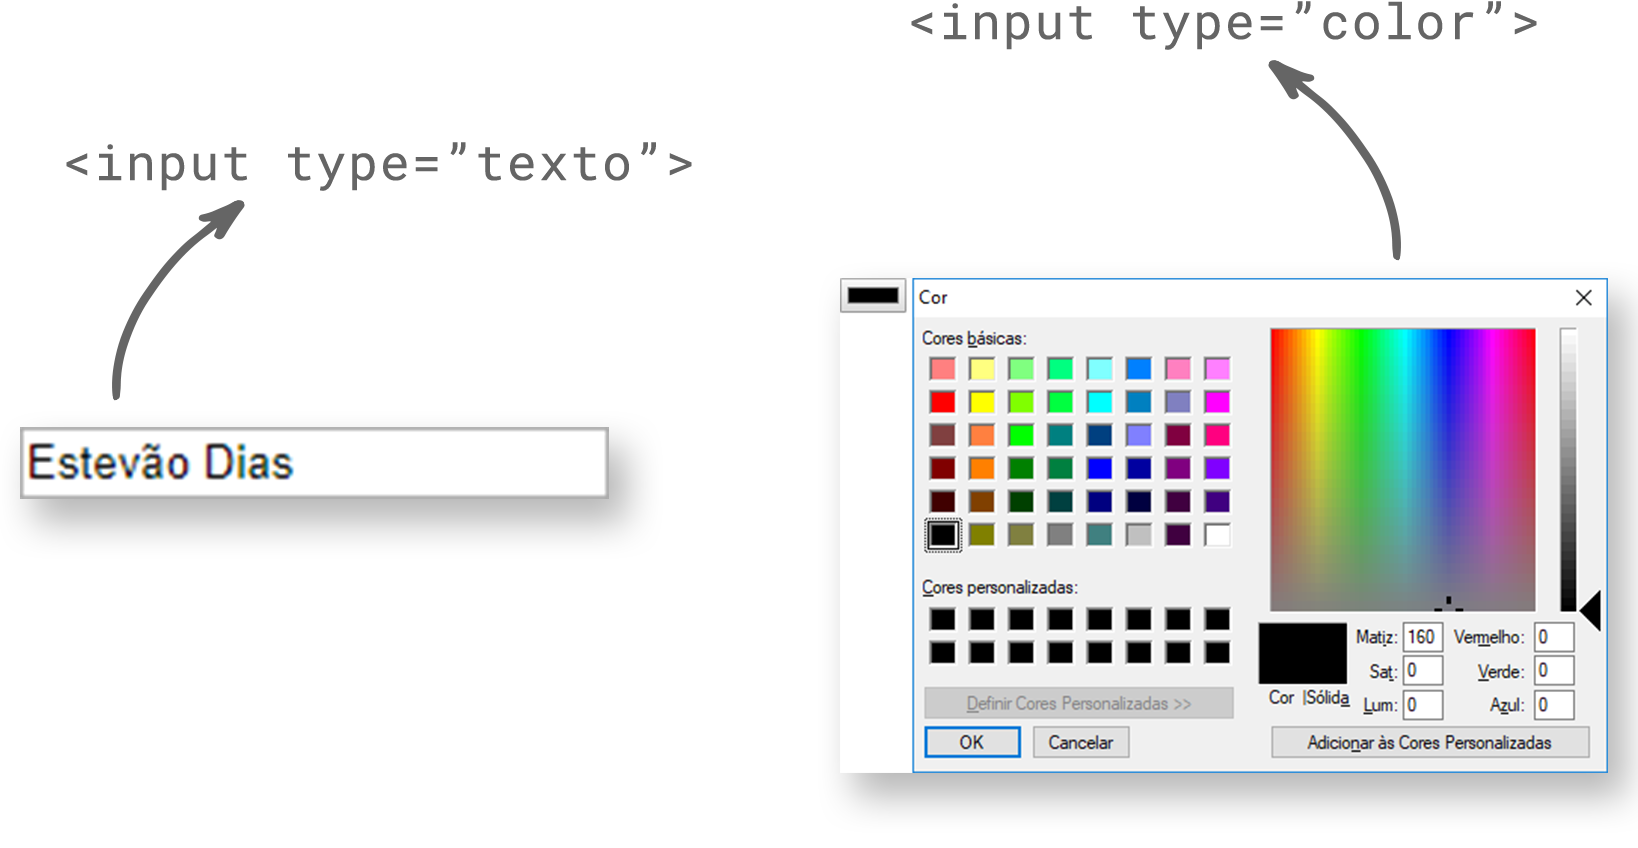 <input type=”color”>
<input type=”texto”>
Estevão Dias
Cor
Cores básicas:
Cores personalizadas:
Definir Cores Personalizadas >>
OK
Cancelar
Matiz: 160
Vermelho: 0
Sat: 0
Verde: 0
Cor |Sólida
Lum: 0
Azul: 0
Adicionar às Cores Personalizadas